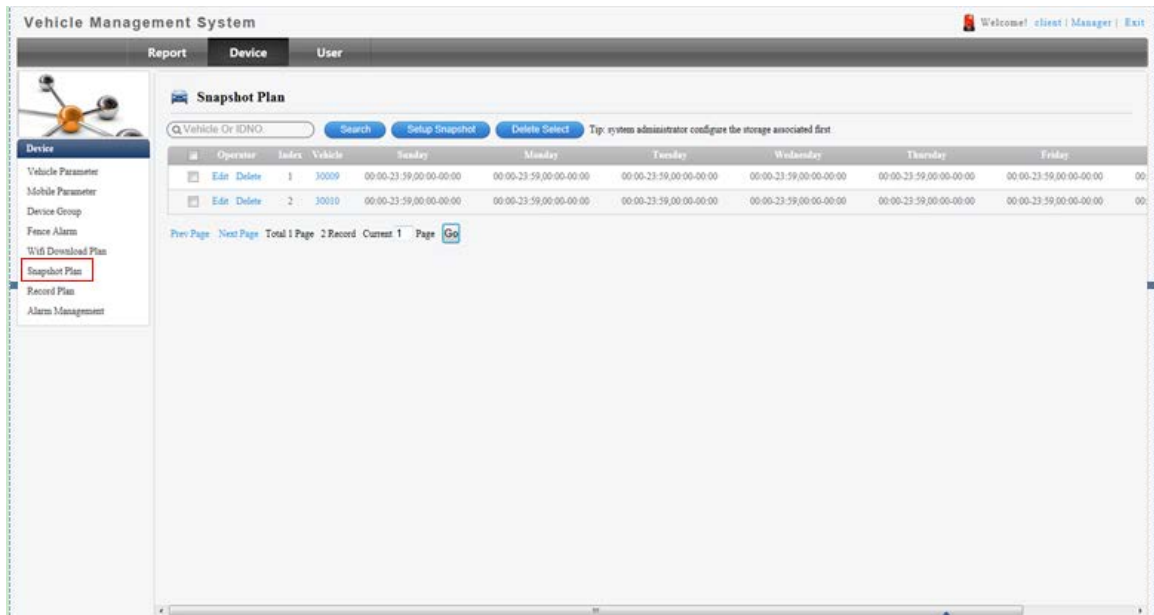 Vehicle Management System
Welcome! client | Manager | Exit
Report Device User
Snapshot Plan
Vehicle Or IDNO. Search Setup Snapshot Delete Select Tip: system administrator configure the storage associated first
Device
Operator Index Vehicle Sunday Monday Tuesday Wednesday Thursday Friday
Edit Delete 1 30009 00:00-23:59,00:00-00:00 00:00-23:59,00:00-00:00 00:00-23:59,00:00-00:00 00:00-23:59,00:00-00:00 00:00-23:59,00:00-00:00 00:00-23:59,00:00-00:00 00:
Edit Delete 2 30010 00:00-23:59,00:00-00:00 00:00-23:59,00:00-00:00 00:00-23:59,00:00-00:00 00:00-23:59,00:00-00:00 00:00-23:59,00:00-00:00 00:00-23:59,00:00-00:00 00:
Prev Page Next Page Total 1 Page 2 Record Current 1 Page Go
Vehicle Parameter
Mobile Parameter
Device Group
Fence Alarm
Wifi Download Plan
Snapshot Plan
Record Plan
Alarm Management